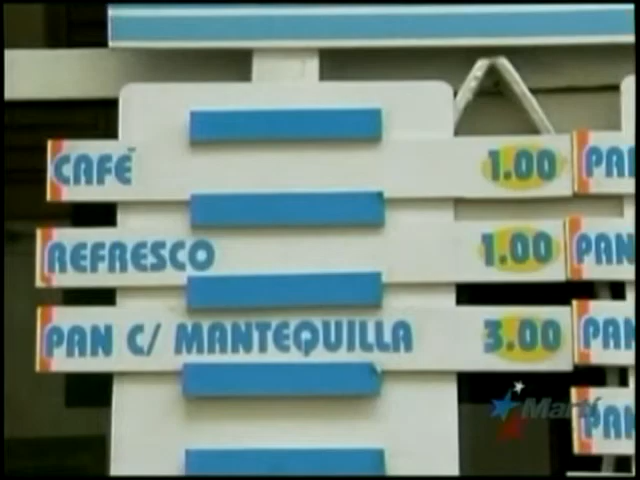 CAFÉ 1.00
REFRESCO 1.00
PAN C/ MANTEQUILLA 3.00
PAN
PAN
PAN
PAN
Martí